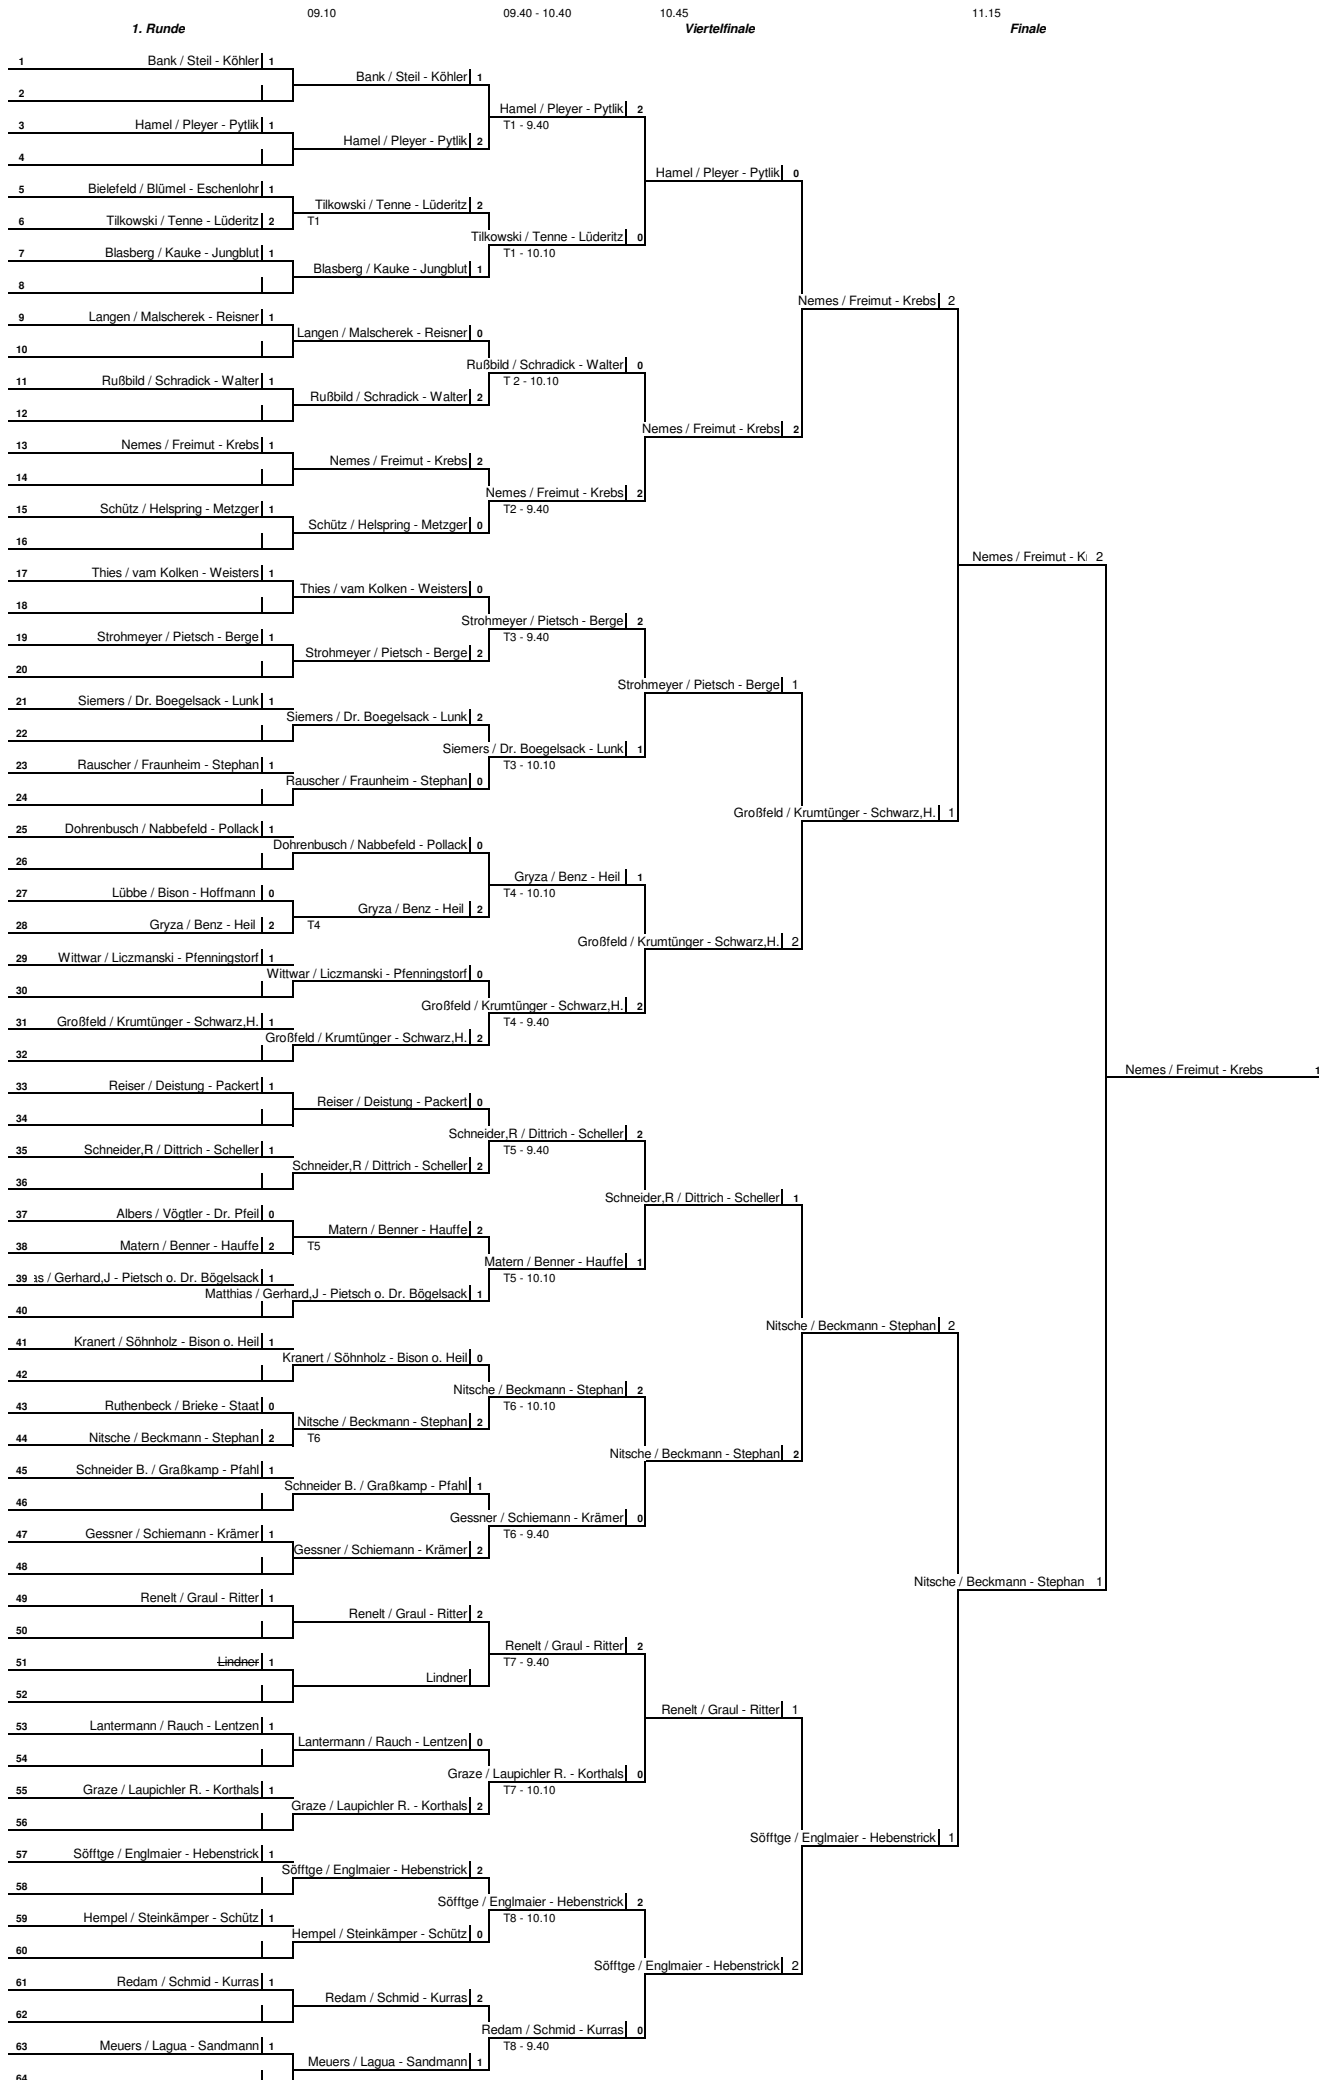 09.10 09.40 - 10.40 10.45 11.15
1. Runde Viertelfinale Finale
1 Bank / Steil - Köhler 1
Bank / Steil - Köhler 1
2
Hamel / Pleyer - Pytlik 2
3 Hamel / Pleyer - Pytlik 1
T1 - 9.40
Hamel / Pleyer - Pytlik 2
4
Hamel / Pleyer - Pytlik 0
5 Bielefeld / Blümel - Eschenlohr 1
Tilkowski / Tenne - Lüderitz 2
6 Tilkowski / Tenne - Lüderitz 2 T1
Tilkowski / Tenne - Lüderitz 0
7 Blasberg / Kauke - Jungblut 1
T1 - 10.10
Blasberg / Kauke - Jungblut 1
8
Nemes / Freimut - Krebs 2
9 Langen / Malscherek - Reisner 1
Langen / Malscherek - Reisner 0
10
Rußbild / Schradick - Walter 0
11 Rußbild / Schradick - Walter 1
T 2 - 10.10
Rußbild / Schradick - Walter 2
12
Nemes / Freimut - Krebs 2
13 Nemes / Freimut - Krebs 1
Nemes / Freimut - Krebs 2
14
Nemes / Freimut - Krebs 2
15 Schütz / Helspring - Metzger 1
T2 - 9.40
Schütz / Helspring - Metzger 0
16
Nemes / Freimut - K 2
17 Thies / vam Kolken - Weisters 1
Thies / vam Kolken - Weisters 0
18
Strohmeyer / Pietsch - Berge 2
19 Strohmeyer / Pietsch - Berge 1
T3 - 9.40
Strohmeyer / Pietsch - Berge 2
20
Strohmeyer / Pietsch - Berge 1
21 Siemers / Dr. Boegelsack - Lunk 1
Siemers / Dr. Boegelsack - Lunk 2
22
Siemers / Dr. Boegelsack - Lunk 1
23 Rauscher / Fraunheim - Stephan 1
T3 - 10.10
Rauscher / Fraunheim - Stephan 0
24
Großfeld / Krumtünger - Schwarz,H. 1
25 Dohrenbusch / Nabbefeld - Pollack 1
Dohrenbusch / Nabbefeld - Pollack 0
26
Gryza / Benz - Heil 1
27 Lübbe / Bison - Hoffmann 0
T4 - 10.10
Gryza / Benz - Heil 2
28 Gryza / Benz - Heil 2 T4
Großfeld / Krumtünger - Schwarz,H. 2
29 Wittwar / Liczmanski - Pfenningstorf 1
Wittwar / Liczmanski - Pfenningstorf 0
30
Großfeld / Krumtünger - Schwarz,H. 2
31 Großfeld / Krumtünger - Schwarz,H. 1
T4 - 9.40
Großfeld / Krumtünger - Schwarz,H. 2
32
Nemes / Freimut - Krebs 1
33 Reiser / Deistung - Packert 1
Reiser / Deistung - Packert 0
34
Schneider,R / Dittrich - Scheller 2
35 Schneider,R / Dittrich - Scheller 1
T5 - 9.40
Schneider,R / Dittrich - Scheller 2
36
Schneider,R / Dittrich - Scheller 1
37 Albers / Vögtler - Dr. Pfeil 0
Matern / Benner - Hauffe 2
38 Matern / Benner - Hauffe 2 T5
Matern / Benner - Hauffe 1
39 as / Gerhard,J - Pietsch o. Dr. Bögelsack 1
T5 - 10.10
Matthias / Gerhard,J - Pietsch o. Dr. Bögelsack 1
40
Nitsche / Beckmann - Stephan 2
41 Kranert / Söhnholz - Bison o. Heil 1
Kranert / Söhnholz - Bison o. Heil 0
42
Nitsche / Beckmann - Stephan 2
43 Ruthenbeck / Brieke - Staat 0
T6 - 10.10
Nitsche / Beckmann - Stephan 2
44 Nitsche / Beckmann - Stephan 2 T6
Nitsche / Beckmann - Stephan 2
45 Schneider B. / Graßkamp - Pfahl 1
Schneider B. / Graßkamp - Pfahl 1
46
Gessner / Schiemann - Krämer 0
47 Gessner / Schiemann - Krämer 1
T6 - 9.40
Gessner / Schiemann - Krämer 2
48
Nitsche / Beckmann - Stephan 1
49 Renelt / Graul - Ritter 1
Renelt / Graul - Ritter 2
50
Renelt / Graul - Ritter 2
51 Lindner 1
T7 - 9.40
Lindner
52
Renelt / Graul - Ritter 1
53 Lantermann / Rauch - Lentzen 1
Lantermann / Rauch - Lentzen 0
54
Graze / Laupichler R. - Korthals 0
55 Graze / Laupichler R. - Korthals 1
T7 - 10.10
Graze / Laupichler R. - Korthals 2
56
Söfftge / Englmaier - Hebenstrick 1
57 Söfftge / Englmaier - Hebenstrick 1
Söfftge / Englmaier - Hebenstrick 2
58
Söfftge / Englmaier - Hebenstrick 2
59 Hempel / Steinkämper - Schütz 1
T8 - 10.10
Hempel / Steinkämper - Schütz 0
60
Söfftge / Englmaier - Hebenstrick 2
61 Redam / Schmid - Kurras 1
Redam / Schmid - Kurras 2
62
Redam / Schmid - Kurras 0
63 Meuers / Lagua - Sandmann 1
T8 - 9.40
Meuers / Lagua - Sandmann 1
64